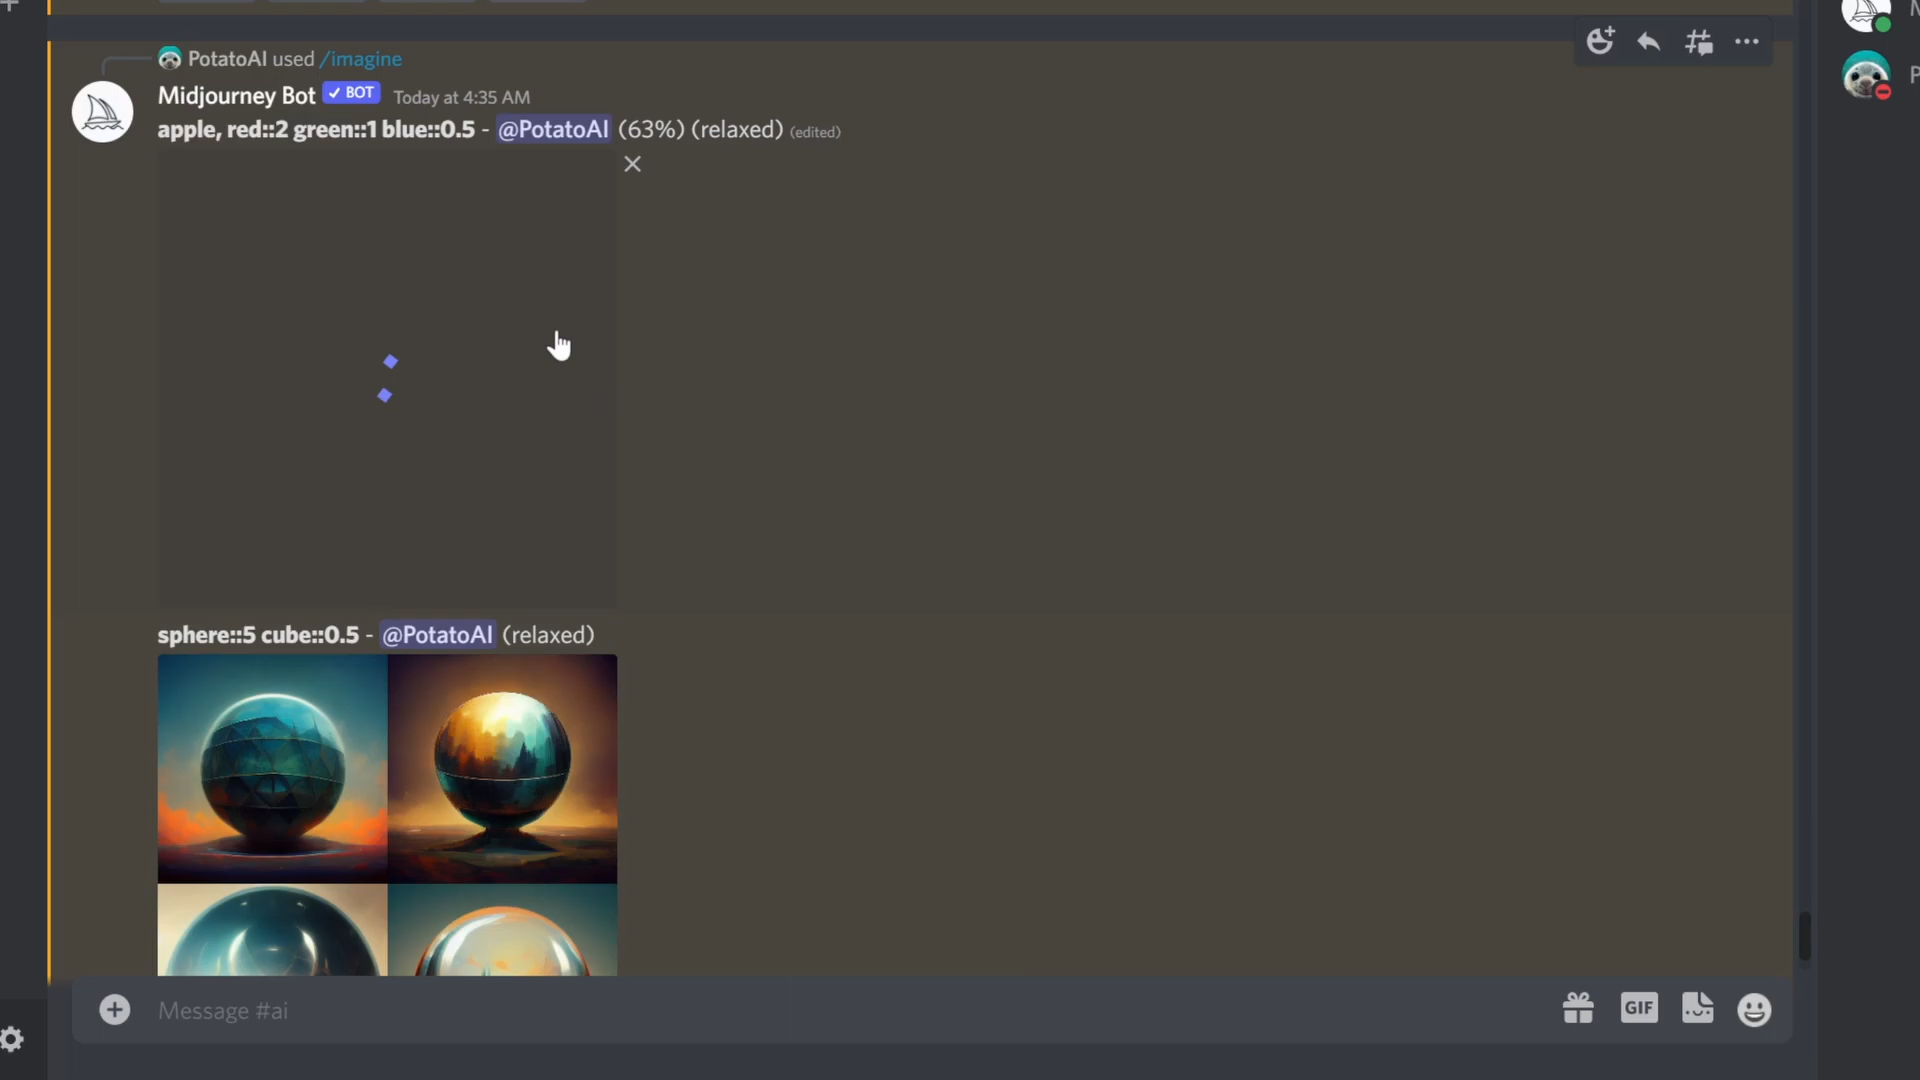 PotatoAI used /imagine
Midjourney Bot ✓ BOT Today at 4:35 AM
apple, red::2 green::1 blue::0.5 - @PotatoAI (63%) (relaxed) (edited)
sphere::5 cube::0.5 - @PotatoAI (relaxed)
Message #ai
GIF